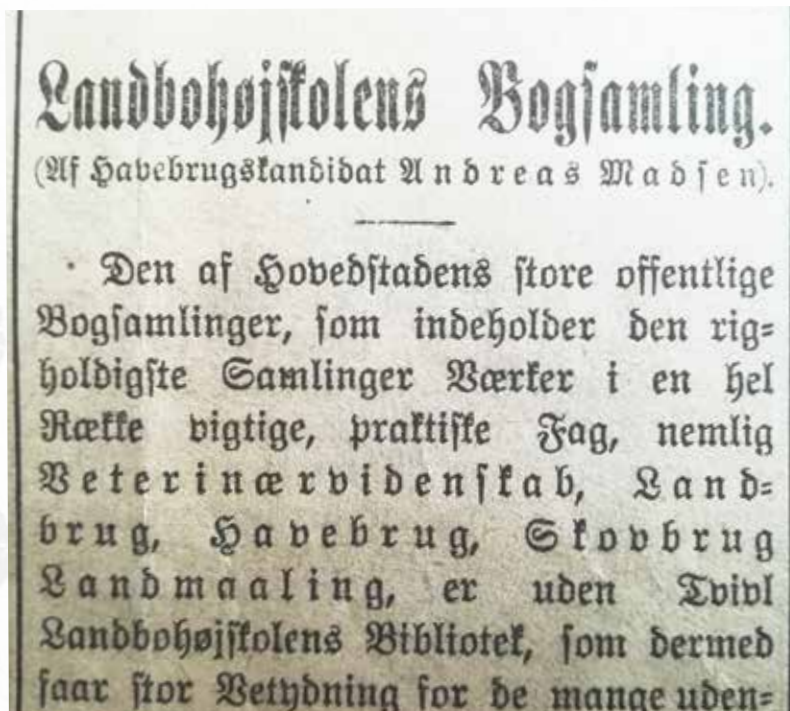 Landbohøjskolens Bogsamling.
(Af Havebrugskandidat Andreas Madsen).
Den af Hovedstadens store offentlige
Bogsamlinger, som indeholder den rig-
holdigste Samlinger Værker i en hel
Række vigtige, praktiske Fag, nemlig
Veterinærvidenskab, Land-
brug, Havebrug, Skovbrug
Landmaaling, er uden Tvivl
Landbohøjskolens Bibliotek, som dermed
faar stor Betydning for de mange uden-